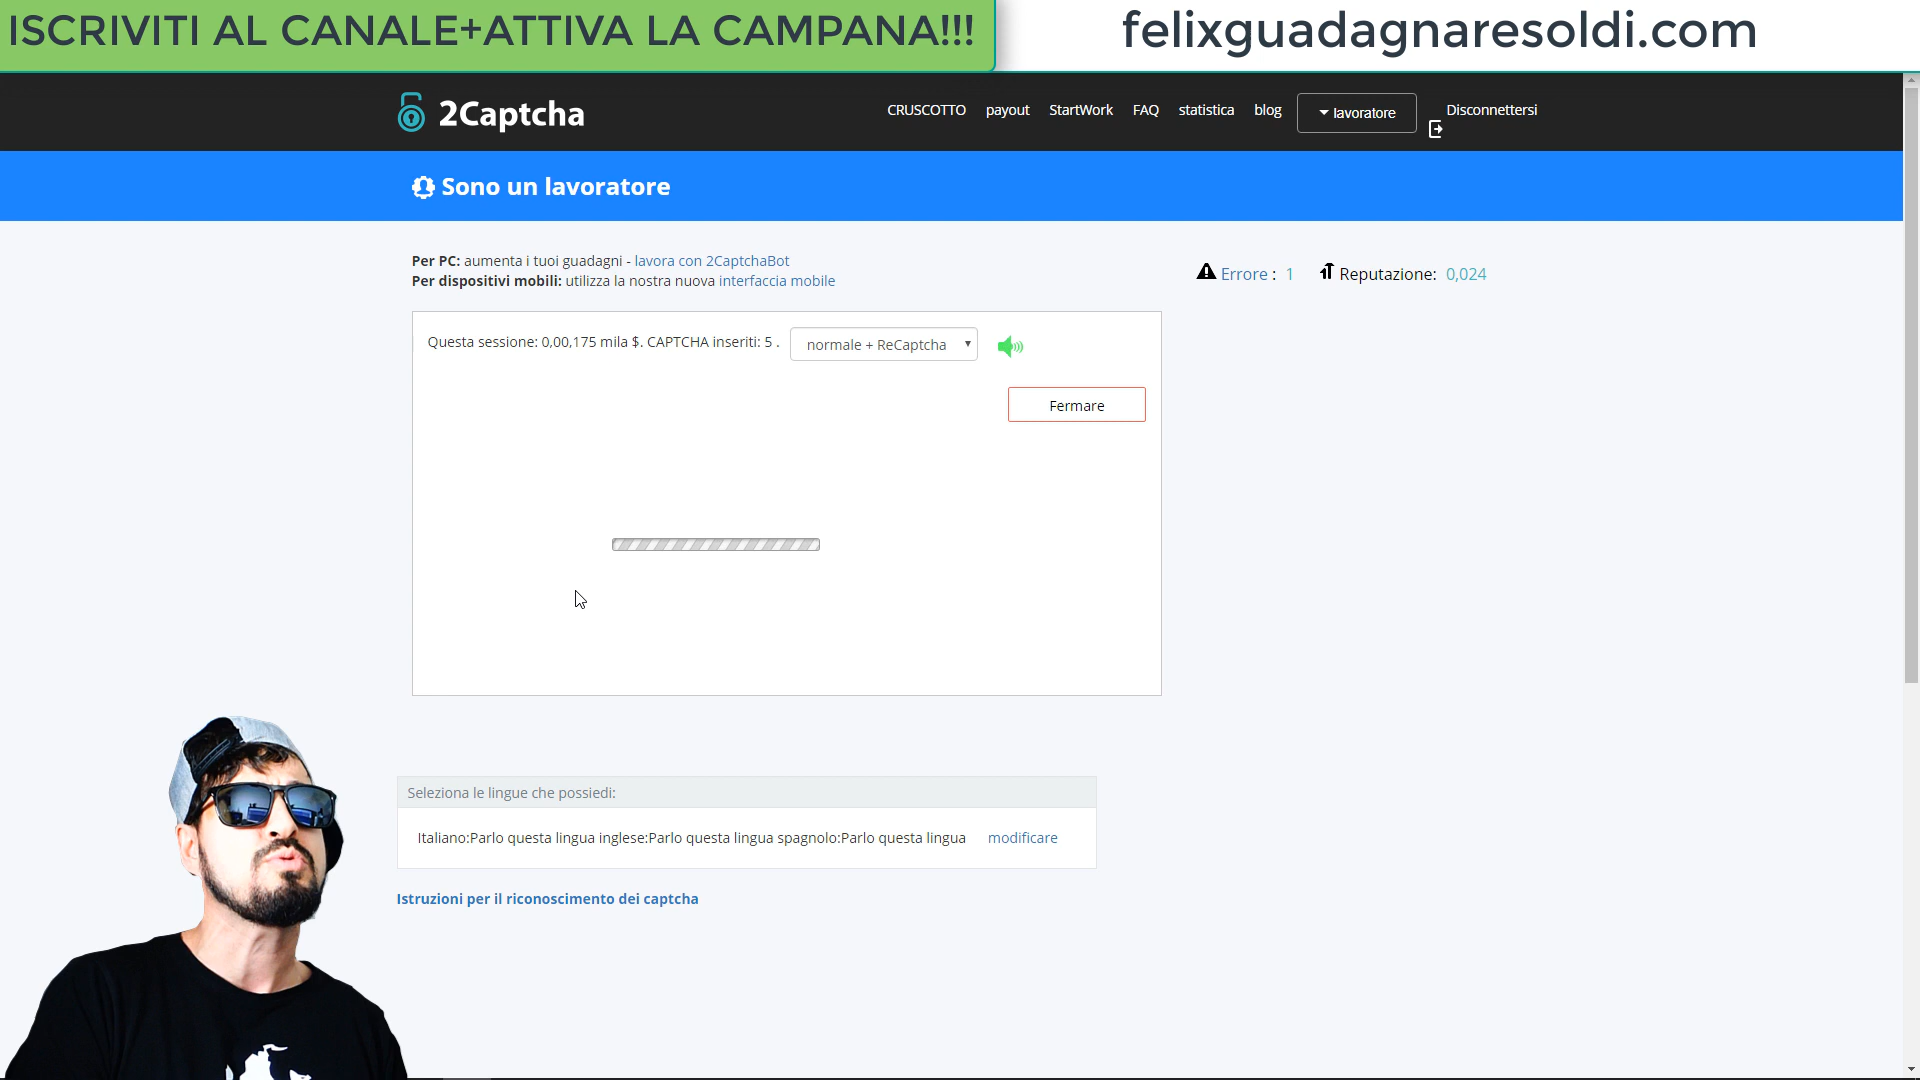 ISCRIVITI AL CANALE+ATTIVA LA CAMPANA!!!
felixguadagnaresoldi.com
2Captcha
CRUSCOTTO payout StartWork FAQ statistica blog lavoratore Disconnettersi
Sono un lavoratore
Per PC: aumenta i tuoi guadagni - lavora con 2CaptchaBot
Per dispositivi mobili: utilizza la nostra nuova interfaccia mobile
Errore : 1 Reputazione: 0,024
Questa sessione: 0,00,175 mila $. CAPTCHA inseriti: 5 . normale + ReCaptcha
Fermare
Seleziona le lingue che possiedi:
Italiano:Parlo questa lingua inglese:Parlo questa lingua spagnolo:Parlo questa lingua modificare
Istruzioni per il riconoscimento dei captcha